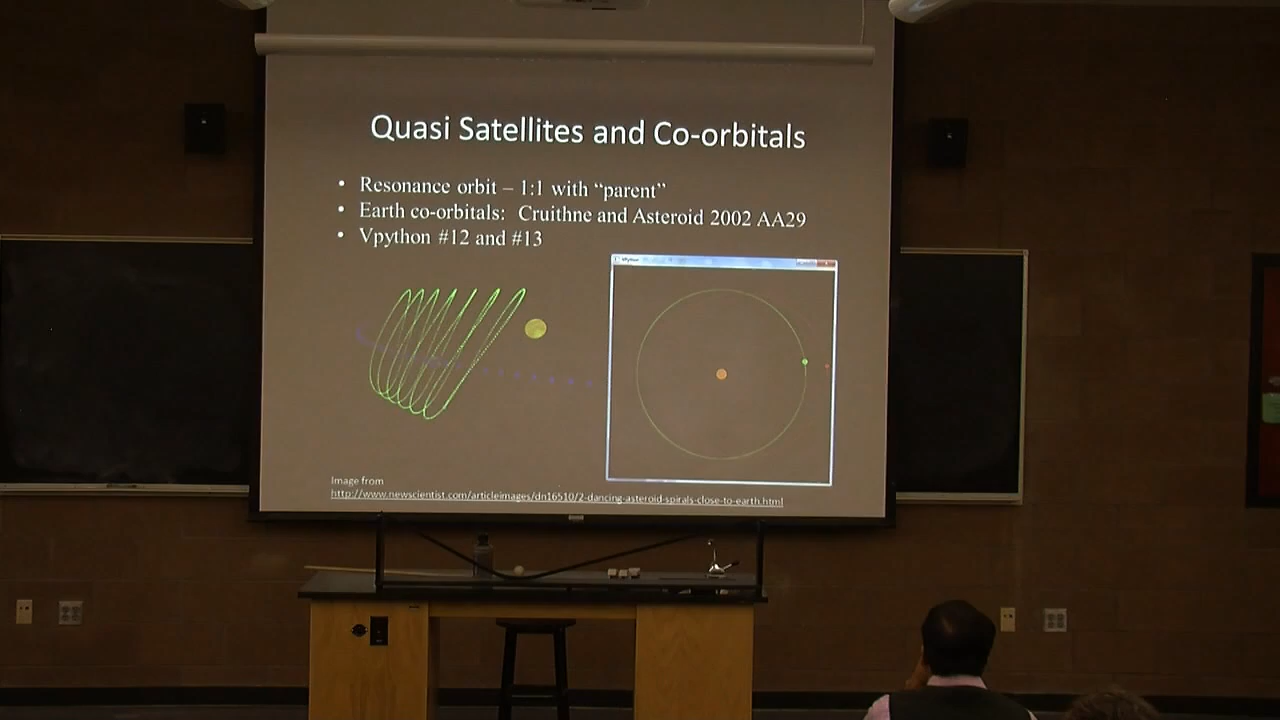 Quasi Satellites and Co-orbitals
• Resonance orbit – 1:1 with “parent”
• Earth co-orbitals: Cruithne and Asteroid 2002 AA29
• Vpython #12 and #13
VPython
Image from
http://www.newscientist.com/articleimages/dn16510/2-dancing-asteroid-spirals-close-to-earth.html